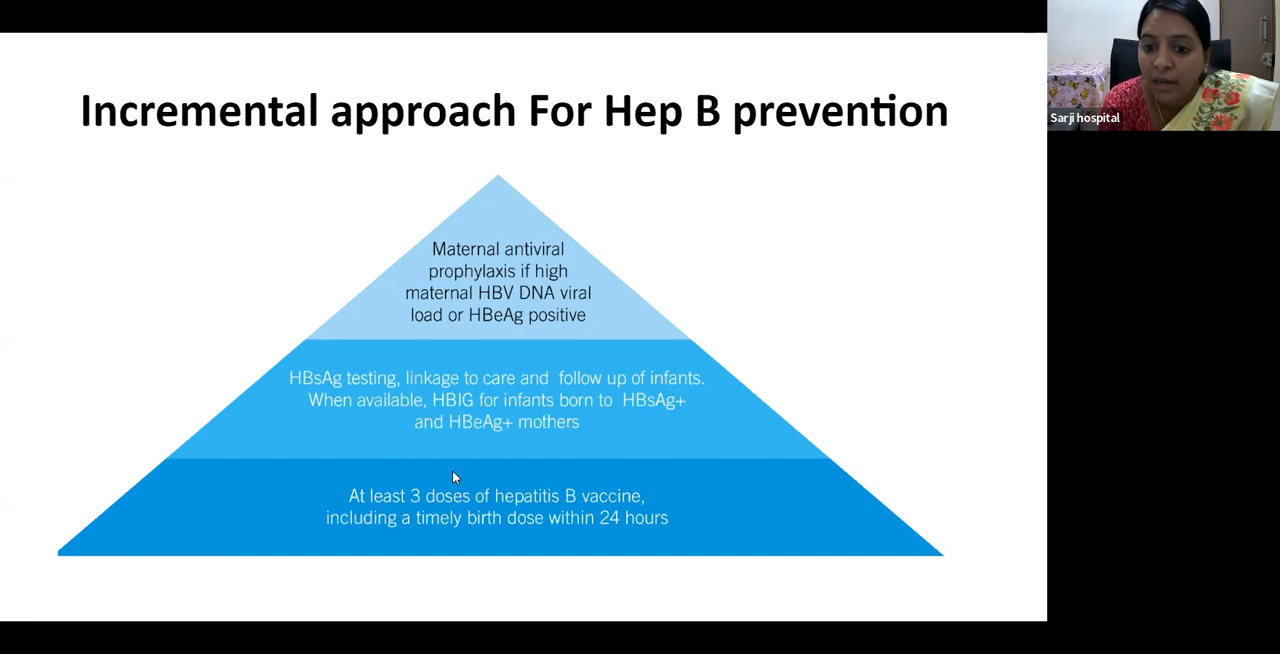 Incremental approach For Hep B prevention
Sarji hospital
Maternal antiviral
prophylaxis if high
maternal HBV DNA viral
load or HBeAg positive
HBsAg testing, linkage to care and follow up of infants.
When available, HBIG for infants born to HBsAg+
and HBeAg+ mothers
At least 3 doses of hepatitis B vaccine,
including a timely birth dose within 24 hours